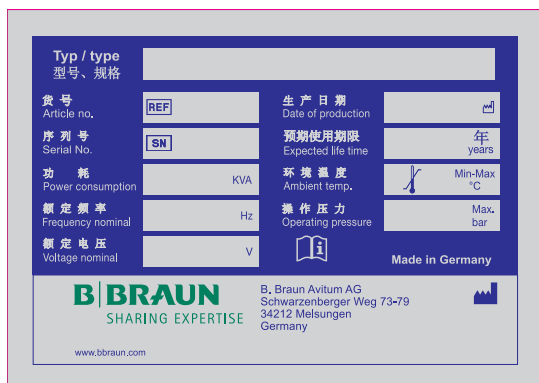 Typ / type
型号、规格
货号
Article no.
REF
序列号
Serial No.
SN
功 耗
Power consumption
KVA
额定频率
Frequency nominal
Hz
额定电压
Voltage nominal
V
生产日期
Date of production
预期使用期限
Expected life time
年
years
环境温度
Ambient temp.
Min-Max
°C
操作压力
Operating pressure
Max.
bar
Made in Germany
B|BRAUN
SHARING EXPERTISE
www.bbraun.com
B. Braun Avitum AG
Schwarzenberger Weg 73-79
34212 Melsungen
Germany